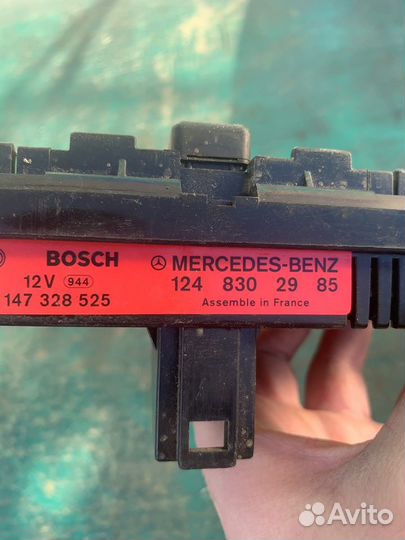 BOSCH
12V 944
147 328 525
MERCEDES-BENZ
124 830 29 85
Assemble in France
Avito